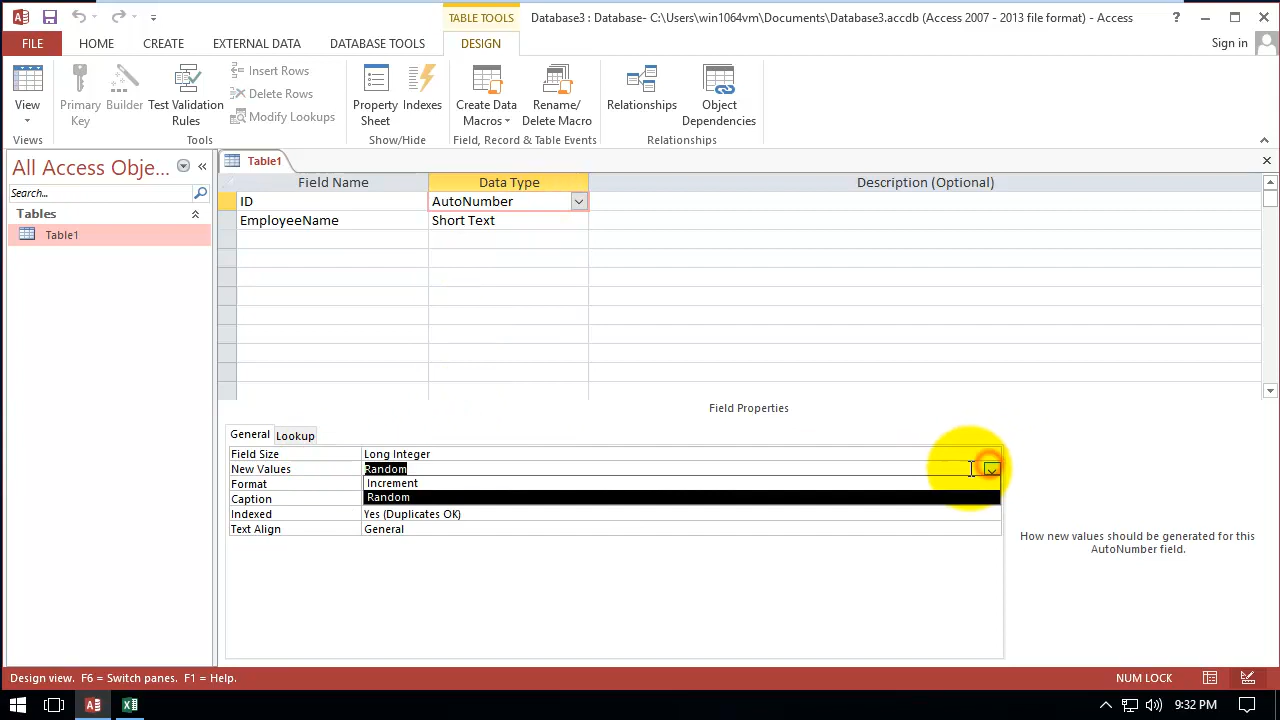 TABLE TOOLS
Database3 : Database- C:\Users\win1064vm\Documents\Database3.accdb (Access 2007 - 2013 file format) - Access
?
FILE HOME CREATE EXTERNAL DATA DATABASE TOOLS DESIGN Sign in
View
Primary Key
Builder
Test Validation Rules
Insert Rows
Delete Rows
Modify Lookups
Property Sheet
Indexes
Create Data Macros
Rename/ Delete Macro
Relationships
Object Dependencies
Views Tools Show/Hide Field, Record & Table Events Relationships
All Access Obje...
Search...
Tables
Table1
Table1
Field Name Data Type Description (Optional)
ID AutoNumber
EmployeeName Short Text
Field Properties
General Lookup
Field Size Long Integer
New Values Random
Format Increment
Random
Caption
Indexed Yes (Duplicates OK)
Text Align General
How new values should be generated for this
AutoNumber field.
Design view. F6 = Switch panes. F1 = Help. NUM LOCK
9:32 PM